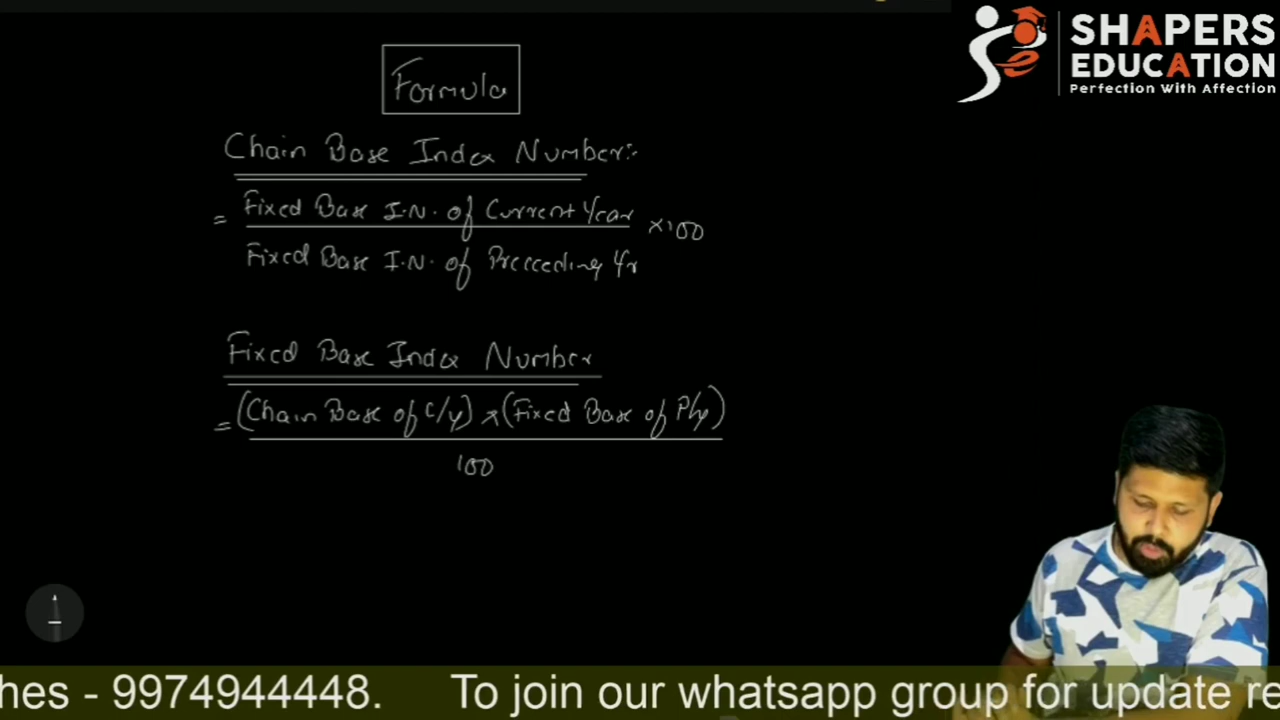 SHAPERS
EDUCATION
Perfection With Affection
Formula
Chain Base Index Number:-
= Fixed Base I.N. of Current Year × 100
Fixed Base I.N. of Preceeding Yr
Fixed Base Index Number
= (Chain Base of C/y) × (Fixed Base of P/y)
100
hes - 9974944448. To join our whatsapp group for update re